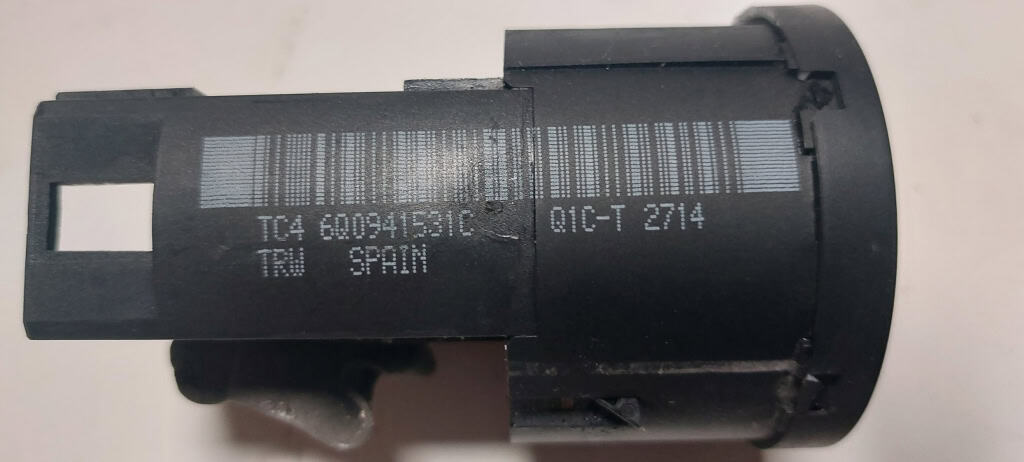 TC4 6Q0941531C Q1C-T 2714
TRW SPAIN